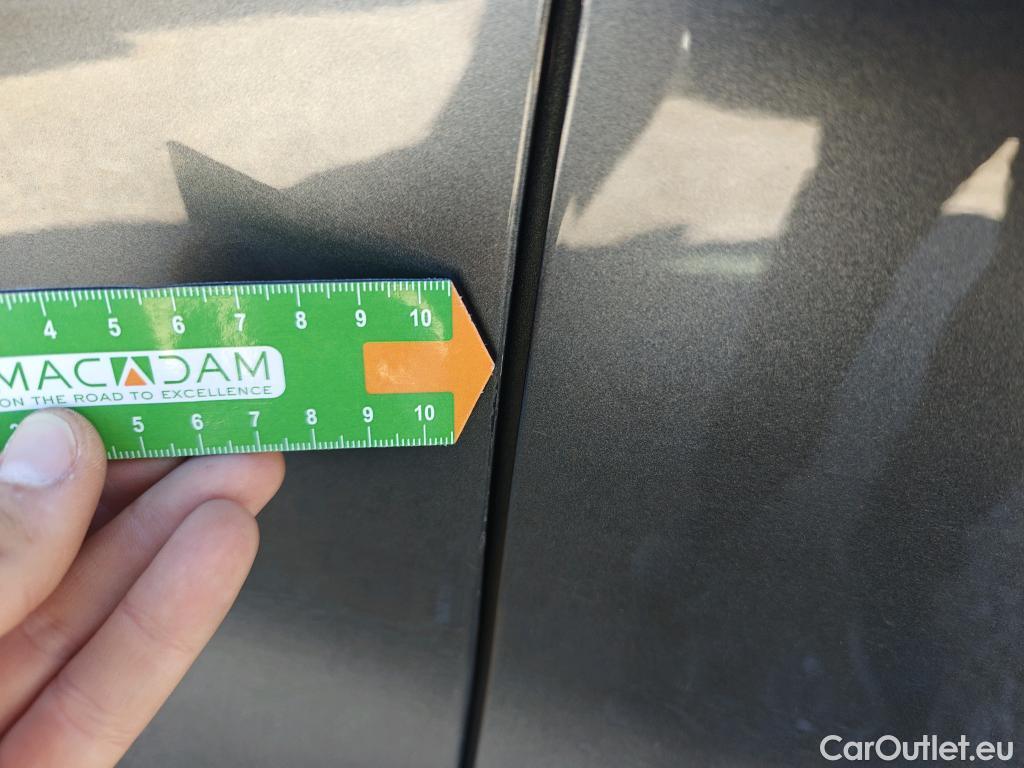 4 5 6 7 8 9 10
MACADAM
ON THE ROAD TO EXCELLENCE
5 6 7 8 9 10
CarOutlet.eu